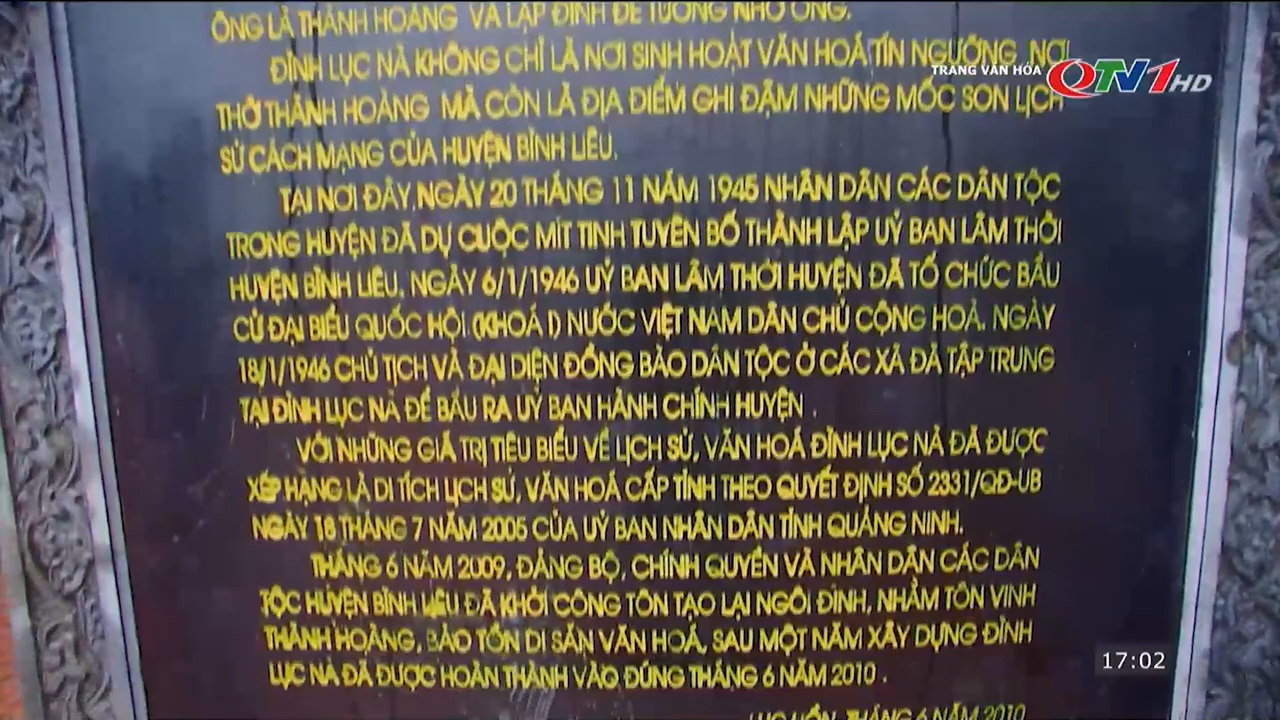 ÔNG LÀ THÀNH HOÀNG VÀ LẬP ĐÌNH ĐỂ TƯỞNG NHỚ ÔNG.
ĐÌNH LỤC NÀ KHÔNG CHỈ LÀ NƠI SINH HOẠT VĂN HOÁ TÍN NGƯỠNG, NƠI
TRANG VĂN HÓA
QTV1HD
THỜ THÀNH HOÀNG MÀ CÒN LÀ ĐỊA ĐIỂM GHI ĐẬM NHỮNG MỐC SON LỊCH
SỬ CÁCH MẠNG CỦA HUYỆN BÌNH LIÊU.
TẠI NƠI ĐÂY, NGÀY 20 THÁNG 11 NĂM 1945 NHÂN DÂN CÁC DÂN TỘC
TRONG HUYỆN ĐÃ DỰ CUỘC MÍT TINH TUYÊN BỐ THÀNH LẬP UỶ BAN LÂM THỜI
HUYỆN BÌNH LIÊU. NGÀY 6/1/1946 UỶ BAN LÂM THỜI HUYỆN ĐÃ TỔ CHỨC BẦU
CỬ ĐẠI BIỂU QUỐC HỘI (KHOÁ I) NƯỚC VIỆT NAM DÂN CHỦ CỘNG HOÀ. NGÀY
18/1/1946 CHỦ TỊCH VÀ ĐẠI DIỆN ĐỒNG BÀO DÂN TỘC Ở CÁC XÃ ĐÃ TẬP TRUNG
TẠI ĐÌNH LỤC NÀ ĐỂ BẦU RA UỶ BAN HÀNH CHÍNH HUYỆN .
VỚI NHỮNG GIÁ TRỊ TIÊU BIỂU VỀ LỊCH SỬ, VĂN HOÁ ĐÌNH LỤC NÀ ĐÃ ĐƯỢC
XẾP HẠNG LÀ DI TÍCH LỊCH SỬ, VĂN HOÁ CẤP TỈNH THEO QUYẾT ĐỊNH SỐ 2331/QĐ-UB
NGÀY 18 THÁNG 7 NĂM 2005 CỦA UỶ BAN NHÂN DÂN TỈNH QUẢNG NINH.
THÁNG 6 NĂM 2009, ĐẢNG BỘ, CHÍNH QUYỀN VÀ NHÂN DÂN CÁC DÂN
TỘC HUYỆN BÌNH LIÊU ĐÃ KHỞI CÔNG TÔN TẠO LẠI NGÔI ĐÌNH, NHẰM TÔN VINH
THÀNH HOÀNG, BẢO TỒN DI SẢN VĂN HOÁ, SAU MỘT NĂM XÂY DỰNG ĐÌNH
LỤC NÀ ĐÃ ĐƯỢC HOÀN THÀNH VÀO ĐÚNG THÁNG 6 NĂM 2010 .
17:02
LỤC HỒN, THÁNG 6 NĂM 2010